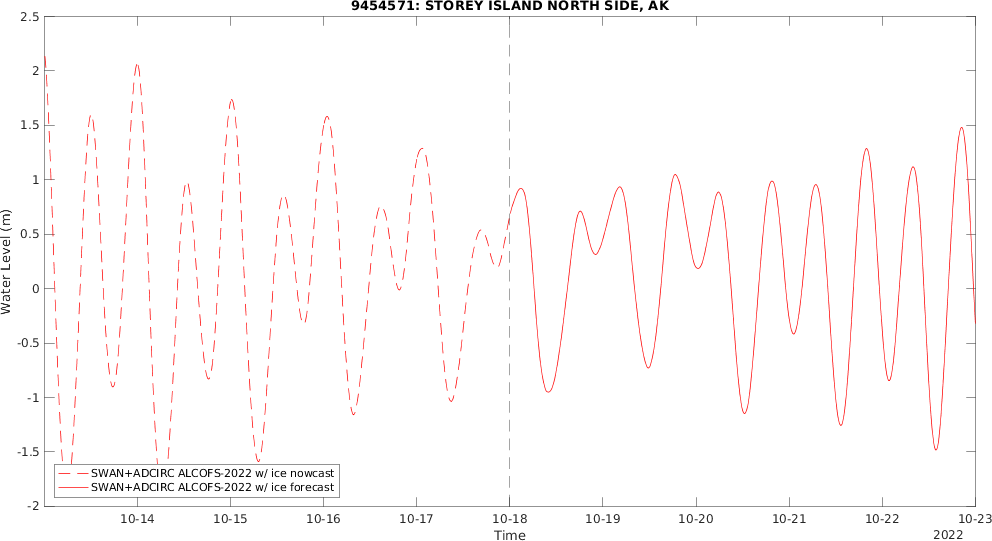 9454571: STOREY ISLAND NORTH SIDE, AK
2.5
2
1.5
1
0.5
0
-0.5
-1
-1.5
-2
Water Level (m)
SWAN+ADCIRC ALCOFS-2022 w/ ice nowcast
SWAN+ADCIRC ALCOFS-2022 w/ ice forecast
10-14 10-15 10-16 10-17 10-18 10-19 10-20 10-21 10-22 10-23
Time
2022